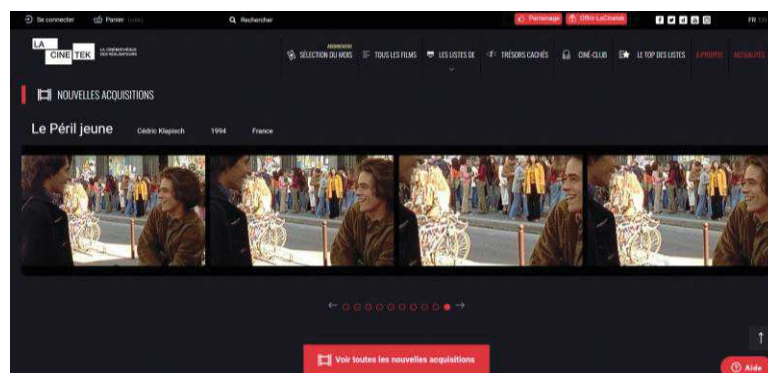 Se connecter
Panier
Rechercher
Parrainage
Offrir LaCinetek
FR EN
LA
CINE TEK
LA CINÉMATHÈQUE
DES RÉALISATEURS
ABONNEMENT
SÉLECTION DU MOIS
TOUS LES FILMS
LES LISTES DE
TRÉSORS CACHÉS
CINÉ-CLUB
LE TOP DES LISTES
À PROPOS
ACTUALITÉS
NOUVELLES ACQUISITIONS
Le Péril jeune Cédric Klapisch 1994 France
Voir toutes les nouvelles acquisitions
Aide